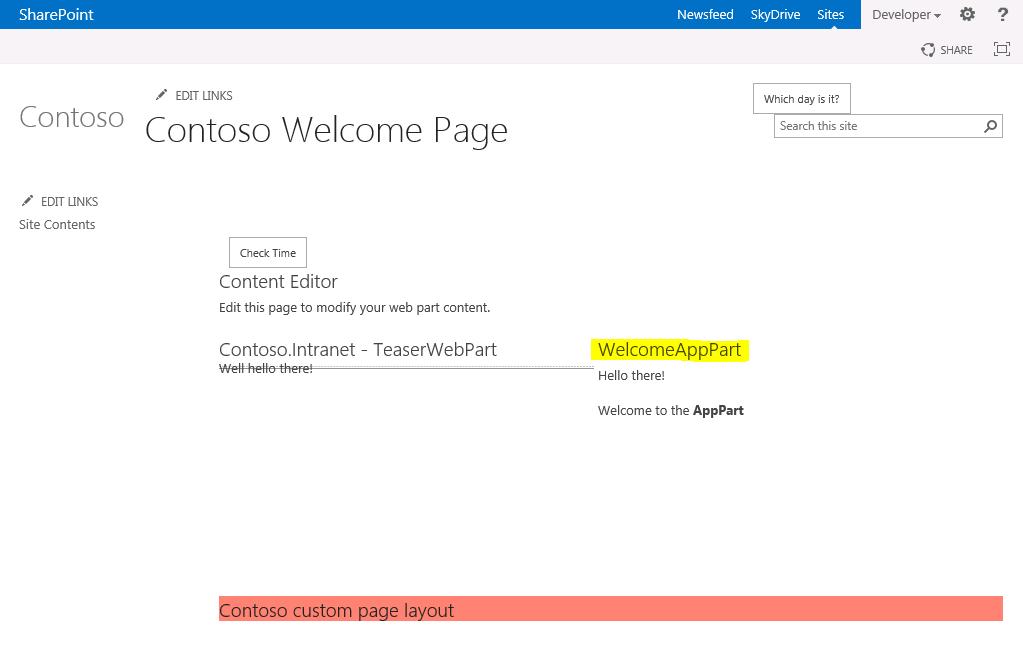 SharePoint
Newsfeed SkyDrive Sites Developer ?
SHARE
EDIT LINKS
Contoso
Contoso Welcome Page
Which day is it?
Search this site
EDIT LINKS
Site Contents
Check Time
Content Editor
Edit this page to modify your web part content.
Contoso.Intranet - TeaserWebPart
Well hello there!
WelcomeAppPart
Hello there!
Welcome to the AppPart
Contoso custom page layout